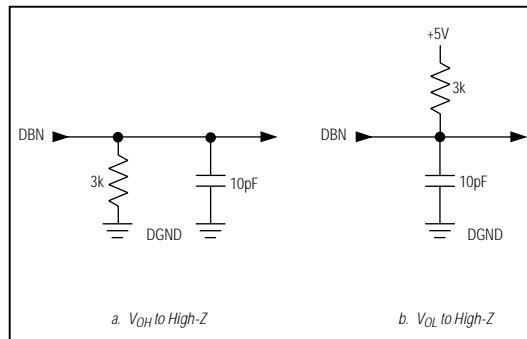 +5V
3k
DBN
DBN
3k
10pF
10pF
DGND
DGND
a. VOH to High-Z
b. VOL to High-Z